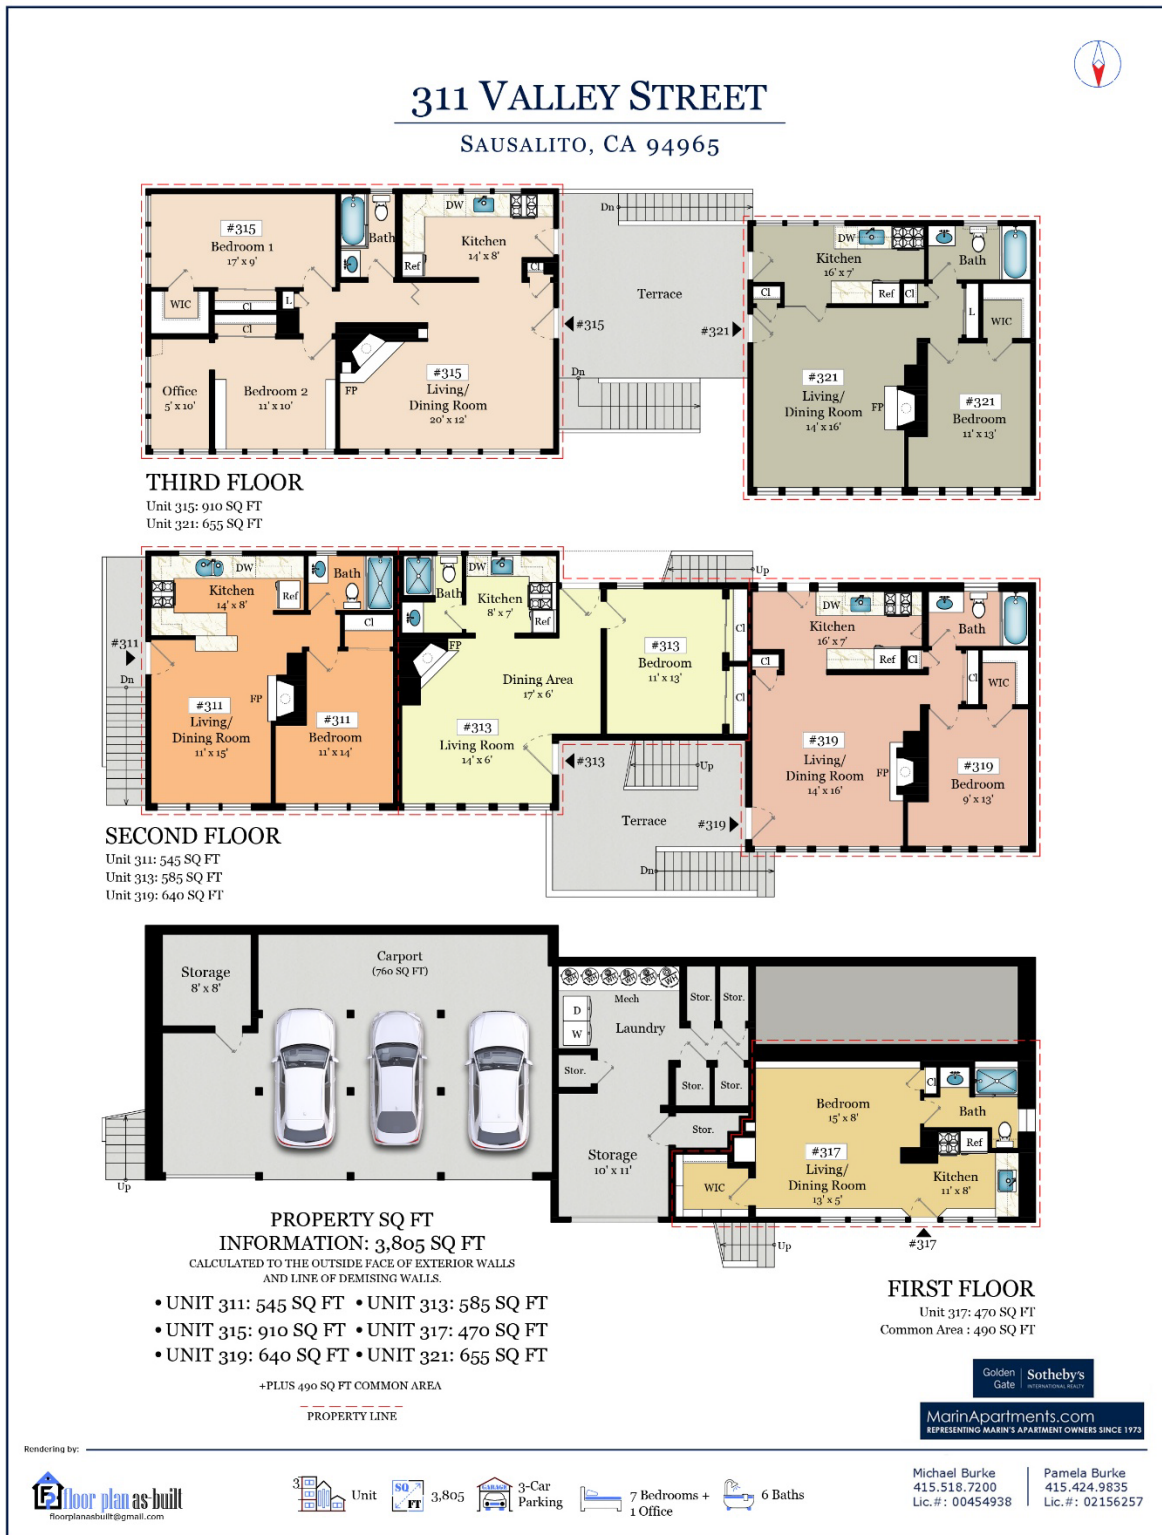 311 VALLEY STREET
SAUSALITO, CA 94965
#315
Bedroom 1
17' x 9'
Bath
DW
Kitchen
14' x 8'
Ref
Cl
WIC
Cl
L
Cl
Office
5' x 10'
Bedroom 2
11' x 10'
FP
#315
Living/
Dining Room
20' x 12'
Dn
Terrace
#315
#321
Dn
DW
Kitchen
16' x 7'
Ref
Cl
Bath
Cl
L
WIC
#321
Living/
Dining Room
14' x 16'
FP
#321
Bedroom
11' x 13'
THIRD FLOOR
Unit 315: 910 SQ FT
Unit 321: 655 SQ FT
DW
Kitchen
14' x 8'
Ref
Bath
Cl
#311
Dn
FP
#311
Living/
Dining Room
11' x 15'
#311
Bedroom
11' x 14'
Bath
DW
Kitchen
8' x 7'
Ref
FP
Dining Area
17' x 6'
#313
Living Room
14' x 6'
#313
Bedroom
11' x 13'
Cl
Cl
Up
#313
Up
Terrace
#319
Dn
DW
Kitchen
16' x 7'
Ref
Cl
Bath
Cl
Cl
WIC
#319
Living/
Dining Room
14' x 16'
FP
#319
Bedroom
9' x 13'
SECOND FLOOR
Unit 311: 545 SQ FT
Unit 313: 585 SQ FT
Unit 319: 640 SQ FT
Storage
8' x 8'
Carport
(760 SQ FT)
Up
WH WH WH WH WH WH
Mech
D
W
Laundry
Stor.
Stor.
Stor.
Stor.
Stor.
Stor.
Storage
10' x 11'
WIC
Bedroom
15' x 8'
Cl
Bath
Ref
#317
Living/
Dining Room
13' x 5'
Kitchen
11' x 8'
Up
#317
PROPERTY SQ FT
INFORMATION: 3,805 SQ FT
CALCULATED TO THE OUTSIDE FACE OF EXTERIOR WALLS
AND LINE OF DEMISING WALLS.
• UNIT 311: 545 SQ FT • UNIT 313: 585 SQ FT
• UNIT 315: 910 SQ FT • UNIT 317: 470 SQ FT
• UNIT 319: 640 SQ FT • UNIT 321: 655 SQ FT
+PLUS 490 SQ FT COMMON AREA
PROPERTY LINE
FIRST FLOOR
Unit 317: 470 SQ FT
Common Area : 490 SQ FT
Golden Gate | Sotheby's
INTERNATIONAL REALTY
MarinApartments.com
REPRESENTING MARIN'S APARTMENT OWNERS SINCE 1973
Rendering by:
F2 floor plan as-built
floorplanasbuilt@gmail.com
3
Unit
SQ FT
3,805
GARAGE
3-Car
Parking
7 Bedrooms +
1 Office
6 Baths
Michael Burke
415.518.7200
Lic.#: 00454938
Pamela Burke
415.424.9835
Lic.#: 02156257